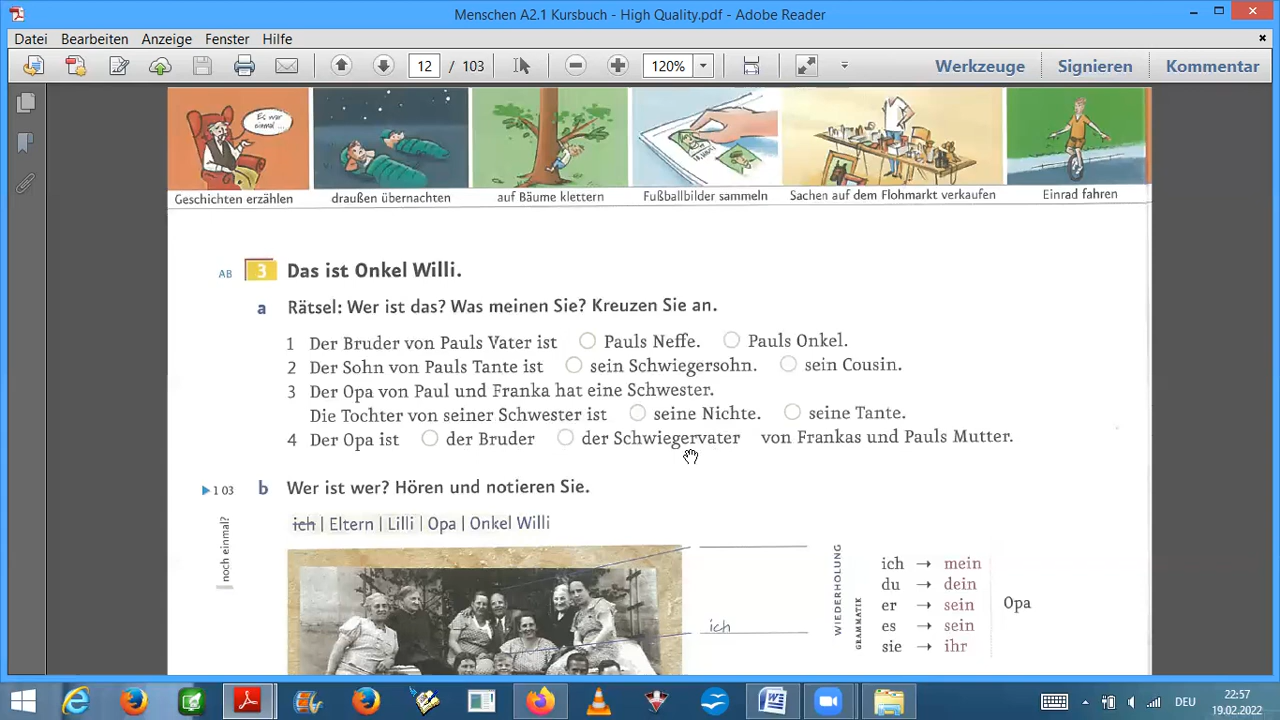 Menschen A2.1 Kursbuch - High Quality.pdf - Adobe Reader
Datei Bearbeiten Anzeige Fenster Hilfe
12 / 103 120% Werkzeuge Signieren Kommentar
Es war einmal ...
Geschichten erzählen draußen übernachten auf Bäume klettern Fußballbilder sammeln Sachen auf dem Flohmarkt verkaufen Einrad fahren
AB 3 Das ist Onkel Willi.
a Rätsel: Wer ist das? Was meinen Sie? Kreuzen Sie an.
1 Der Bruder von Pauls Vater ist Pauls Neffe. Pauls Onkel.
2 Der Sohn von Pauls Tante ist sein Schwiegersohn. sein Cousin.
3 Der Opa von Paul und Franka hat eine Schwester.
Die Tochter von seiner Schwester ist seine Nichte. seine Tante.
4 Der Opa ist der Bruder der Schwiegervater von Frankas und Pauls Mutter.
1 03 b Wer ist wer? Hören und notieren Sie.
noch einmal?
ich | Eltern | Lilli | Opa | Onkel Willi
ich
WIEDERHOLUNG
GRAMMATIK
ich → mein
du → dein
er → sein
es → sein
sie → ihr
Opa
DEU 22:57
19.02.2022